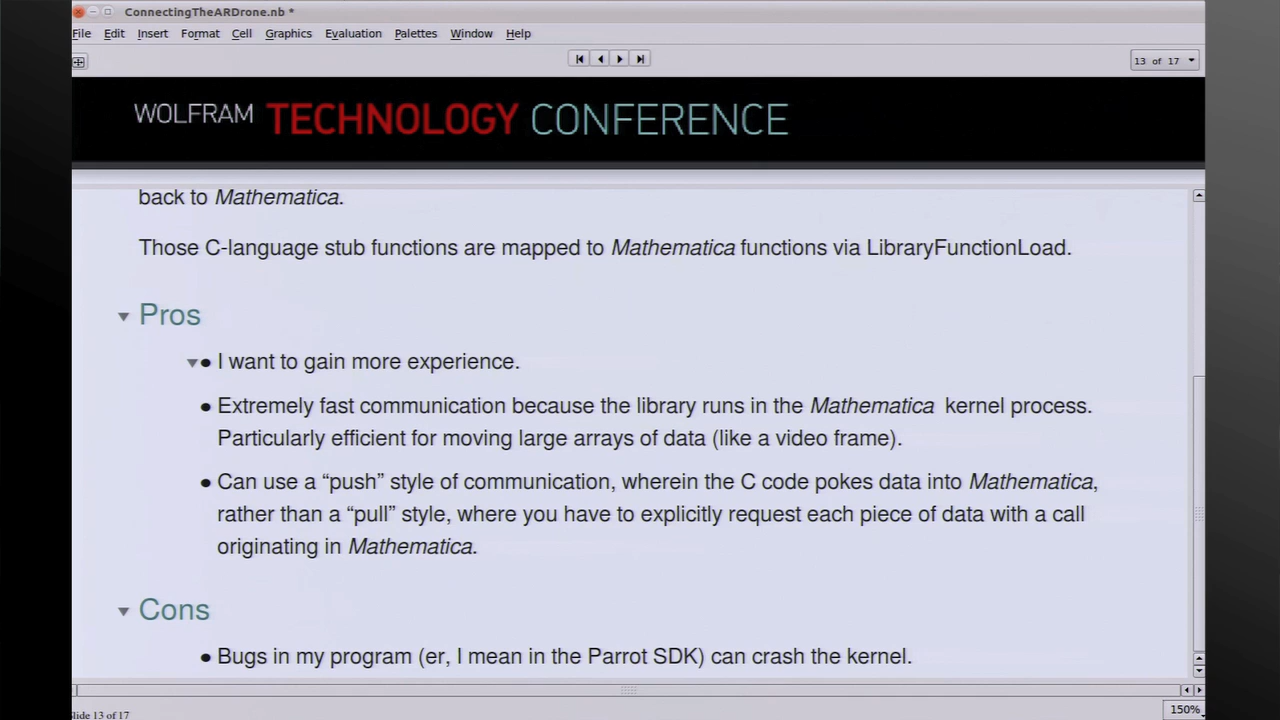 ConnectingTheARDrone.nb *
File Edit Insert Format Cell Graphics Evaluation Palettes Window Help
13 of 17
WOLFRAM TECHNOLOGY CONFERENCE
back to Mathematica.
Those C-language stub functions are mapped to Mathematica functions via LibraryFunctionLoad.
Pros
● I want to gain more experience.
● Extremely fast communication because the library runs in the Mathematica kernel process.
Particularly efficient for moving large arrays of data (like a video frame).
● Can use a “push” style of communication, wherein the C code pokes data into Mathematica,
rather than a “pull” style, where you have to explicitly request each piece of data with a call
originating in Mathematica.
Cons
● Bugs in my program (er, I mean in the Parrot SDK) can crash the kernel.
150%
Slide 13 of 17